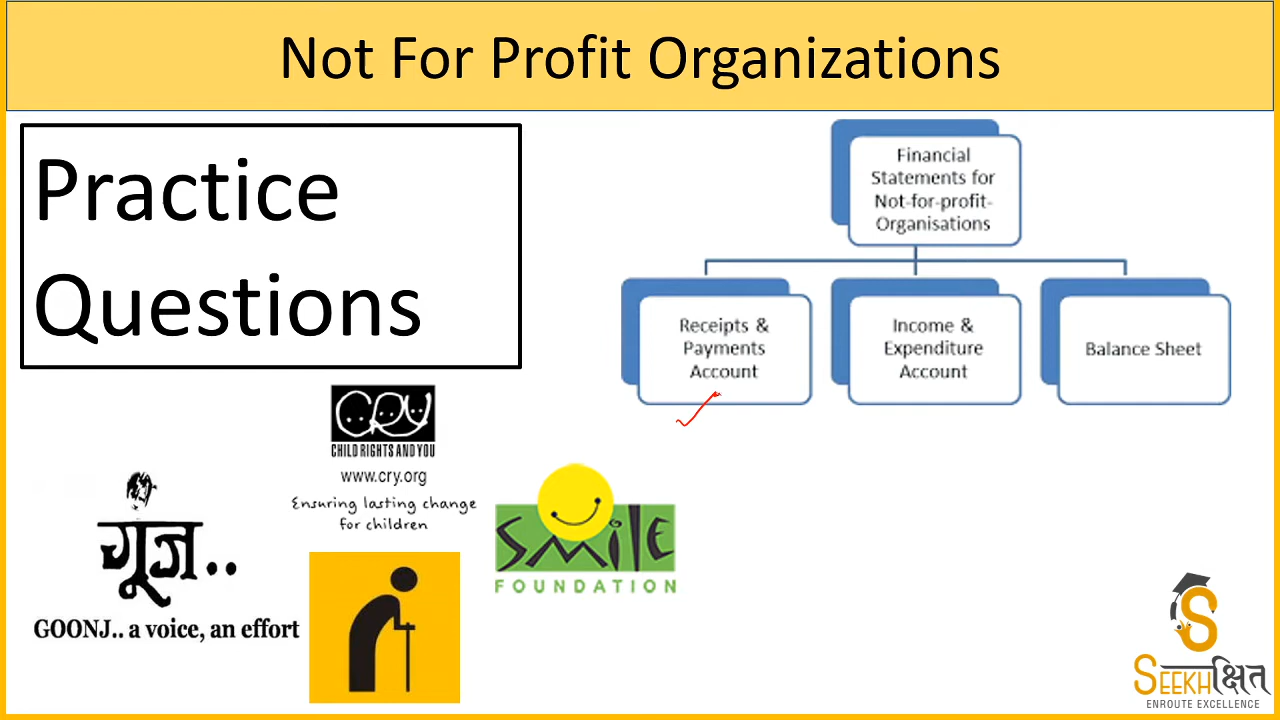 Not For Profit Organizations
Practice
Questions
Financial
Statements for
Not-for-profit-
Organisations
Receipts &
Payments
Account
Income &
Expenditure
Account
Balance Sheet
CRY
CHILD RIGHTS AND YOU
www.cry.org
Ensuring lasting change
for children
गूंज..
GOONJ.. a voice, an effort
SMILE
FOUNDATION
S
SEEKHक्षित
ENROUTE EXCELLENCE